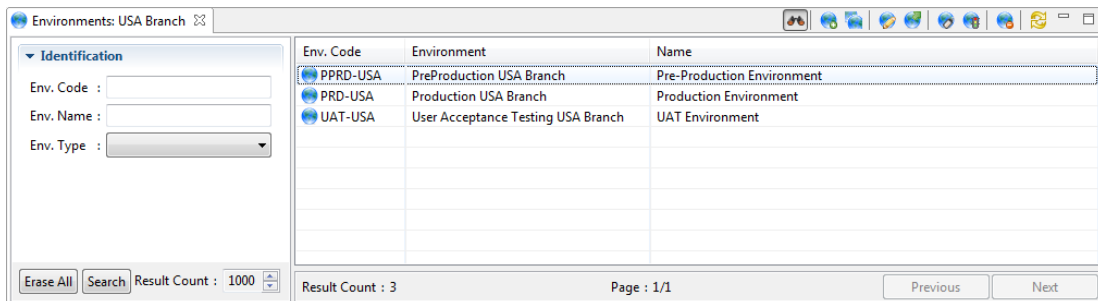 Environments: USA Branch
Identification
Env. Code :
Env. Name :
Env. Type :
Erase All Search Result Count : 1000
Env. Code Environment Name
PPRD-USA PreProduction USA Branch Pre-Production Environment
PRD-USA Production USA Branch Production Environment
UAT-USA User Acceptance Testing USA Branch UAT Environment
Result Count : 3 Page : 1/1 Previous Next